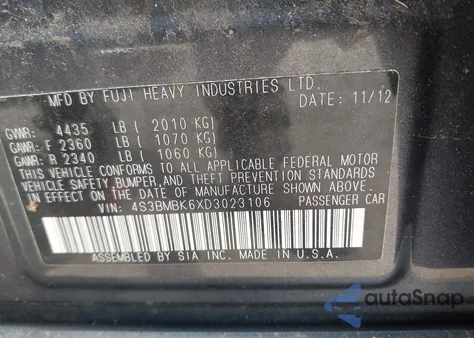 MFD BY FUJI HEAVY INDUSTRIES LTD.
DATE: 11/12
GVWR: 4435 LB ( 2010 KG)
GAWR: F 2360 LB ( 1070 KG)
GAWR: R 2340 LB ( 1060 KG)
THIS VEHICLE CONFORMS TO ALL APPLICABLE FEDERAL MOTOR
VEHICLE SAFETY, BUMPER, AND THEFT PREVENTION STANDARDS
IN EFFECT ON THE DATE OF MANUFACTURE SHOWN ABOVE.
VIN: 4S3BMBK6XD3023106 PASSENGER CAR
ASSEMBLED BY SIA INC. MADE IN U.S.A.
autoSnap